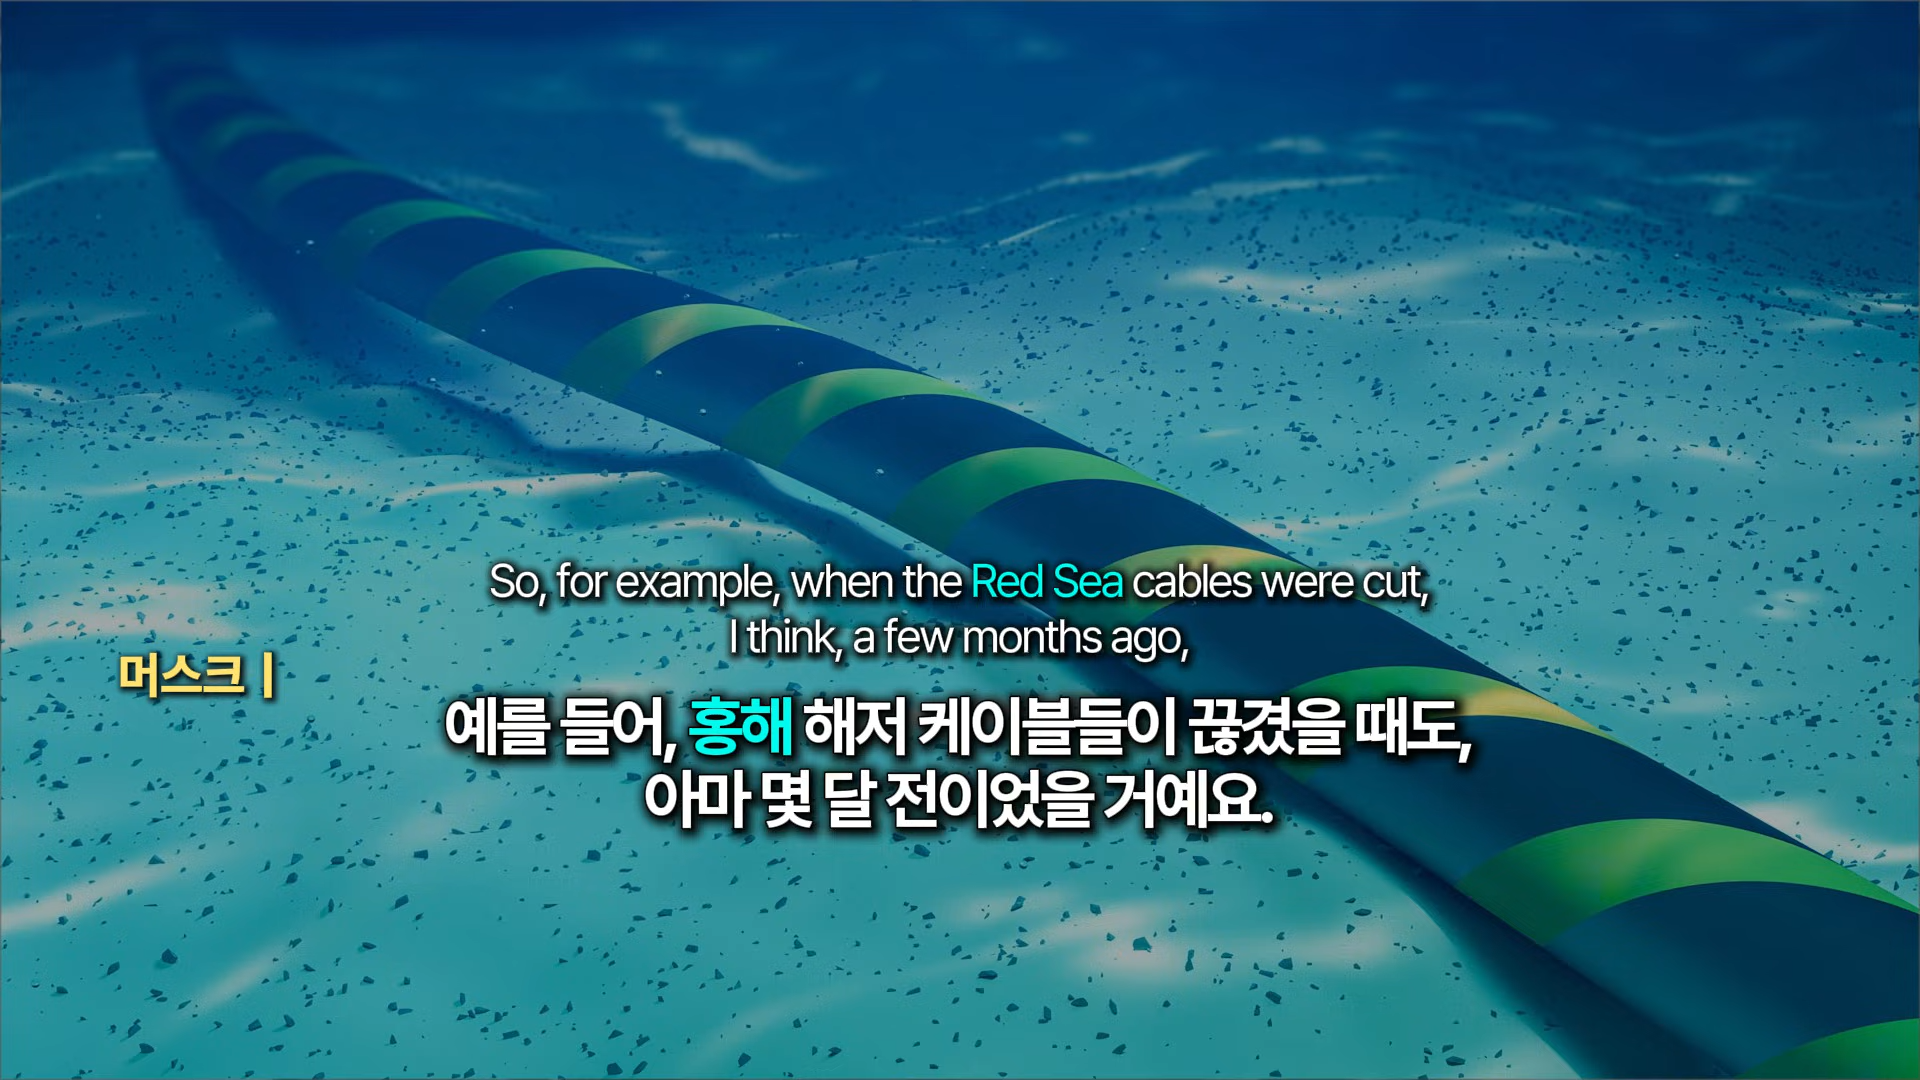 So, for example, when the Red Sea cables were cut,
I think, a few months ago,
머스크 |
예를 들어, 홍해 해저 케이블들이 끊겼을 때도,
아마 몇 달 전이었을 거예요.